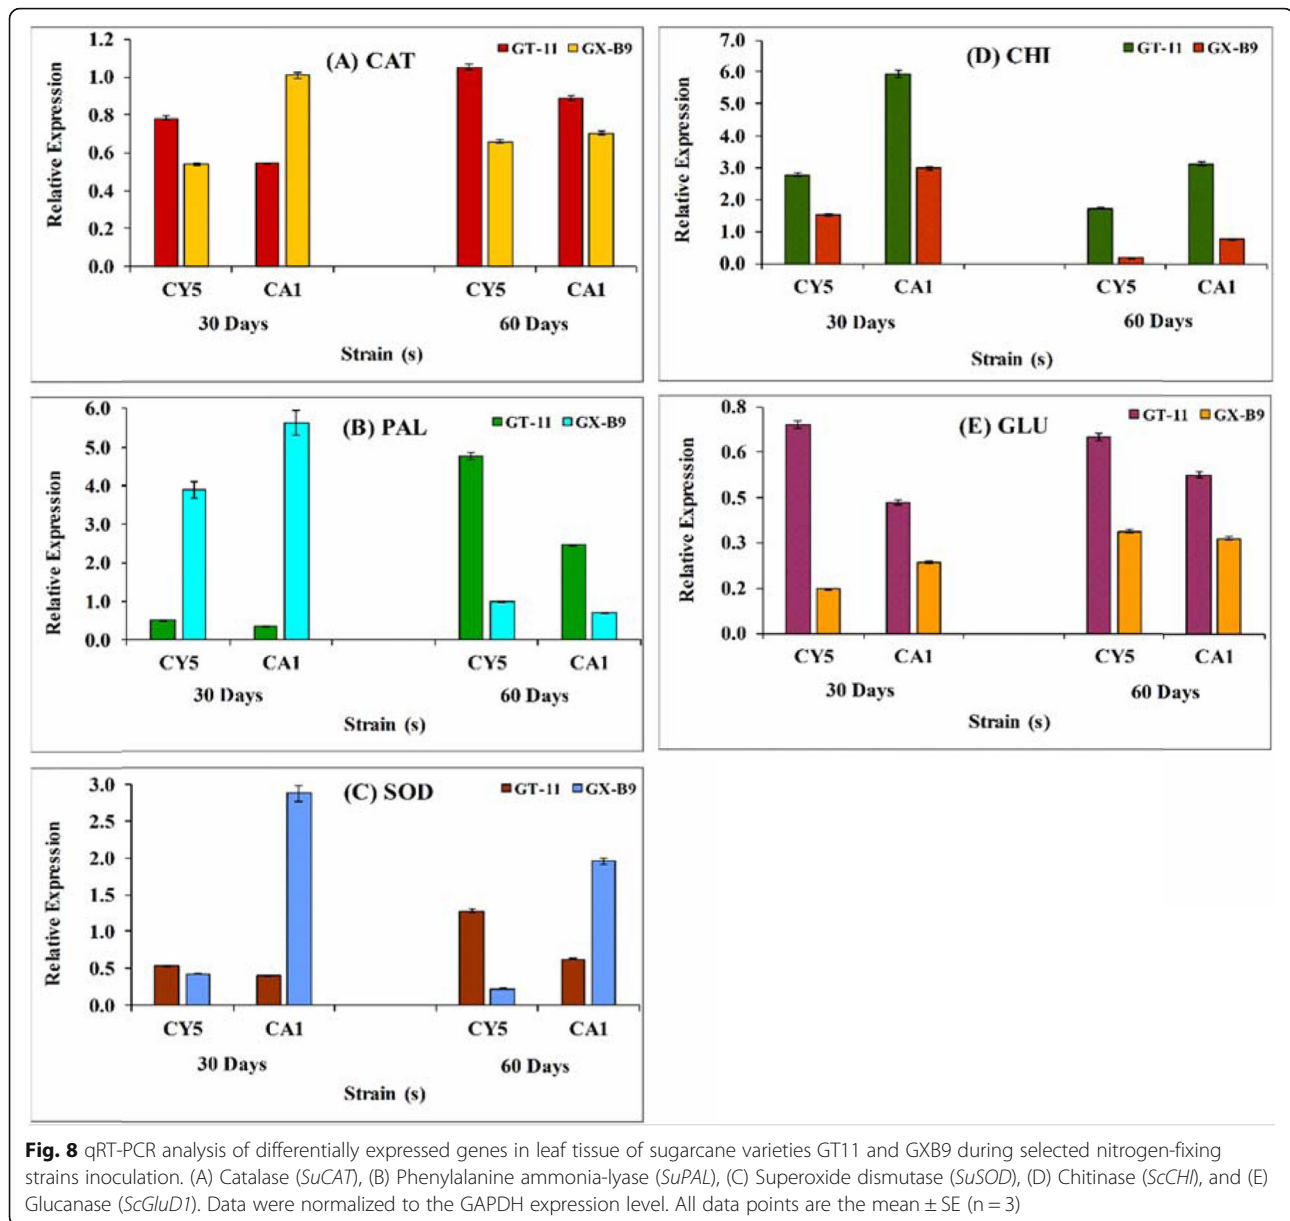 (A) CAT
GT-11 GX-B9
Relative Expression
1.2
1.0
0.8
0.6
0.4
0.2
0.0
CY5 CA1 CY5 CA1
30 Days 60 Days
Strain (s)
(D) CHI
GT-11 GX-B9
Relative Expression
7.0
6.0
5.0
4.0
3.0
2.0
1.0
0.0
CY5 CA1 CY5 CA1
30 Days 60 Days
Strain (s)
(B) PAL
GT-11 GX-B9
Relative Expression
6.0
5.0
4.0
3.0
2.0
1.0
0.0
CY5 CA1 CY5 CA1
30 Days 60 Days
Strain (s)
(E) GLU
GT-11 GX-B9
Relative Expression
0.8
0.6
0.5
0.3
0.2
0.0
CY5 CA1 CY5 CA1
30 Days 60 Days
Strain (s)
(C) SOD
GT-11 GX-B9
Relative Expression
3.0
2.5
2.0
1.5
1.0
0.5
0.0
CY5 CA1 CY5 CA1
30 Days 60 Days
Strain (s)
Fig. 8 qRT-PCR analysis of differentially expressed genes in leaf tissue of sugarcane varieties GT11 and GXB9 during selected nitrogen-fixing
strains inoculation. (A) Catalase (SuCAT), (B) Phenylalanine ammonia-lyase (SuPAL), (C) Superoxide dismutase (SuSOD), (D) Chitinase (ScCHI), and (E)
Glucanase (ScGluD1). Data were normalized to the GAPDH expression level. All data points are the mean ± SE (n = 3)